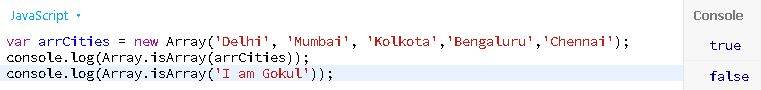 JavaScript
Console
var arrCities = new Array('Delhi', 'Mumbai', 'Kolkota','Bengaluru','Chennai');
console.log(Array.isArray(arrCities));
console.log(Array.isArray('I am Gokul'));
true
false